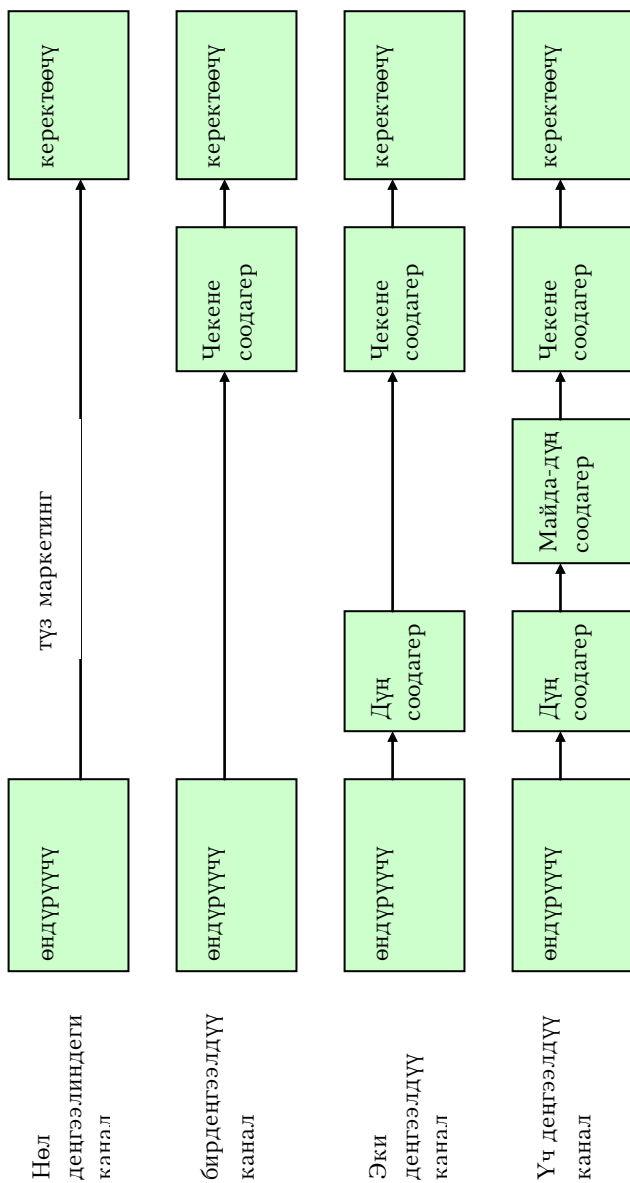 Нөл
деңгээлиндеги
канал
өндүрүүчү
түз маркетинг
керектөөчү
бирдеңгээлдүү
канал
өндүрүүчү
Чекене
соодагер
керектөөчү
Эки
деңгээлдүү
канал
өндүрүүчү
Дүң
соодагер
Чекене
соодагер
керектөөчү
Үч деңгээлдүү
канал
өндүрүүчү
Дүң
соодагер
Майда-дүң
соодагер
Чекене
соодагер
керектөөчү